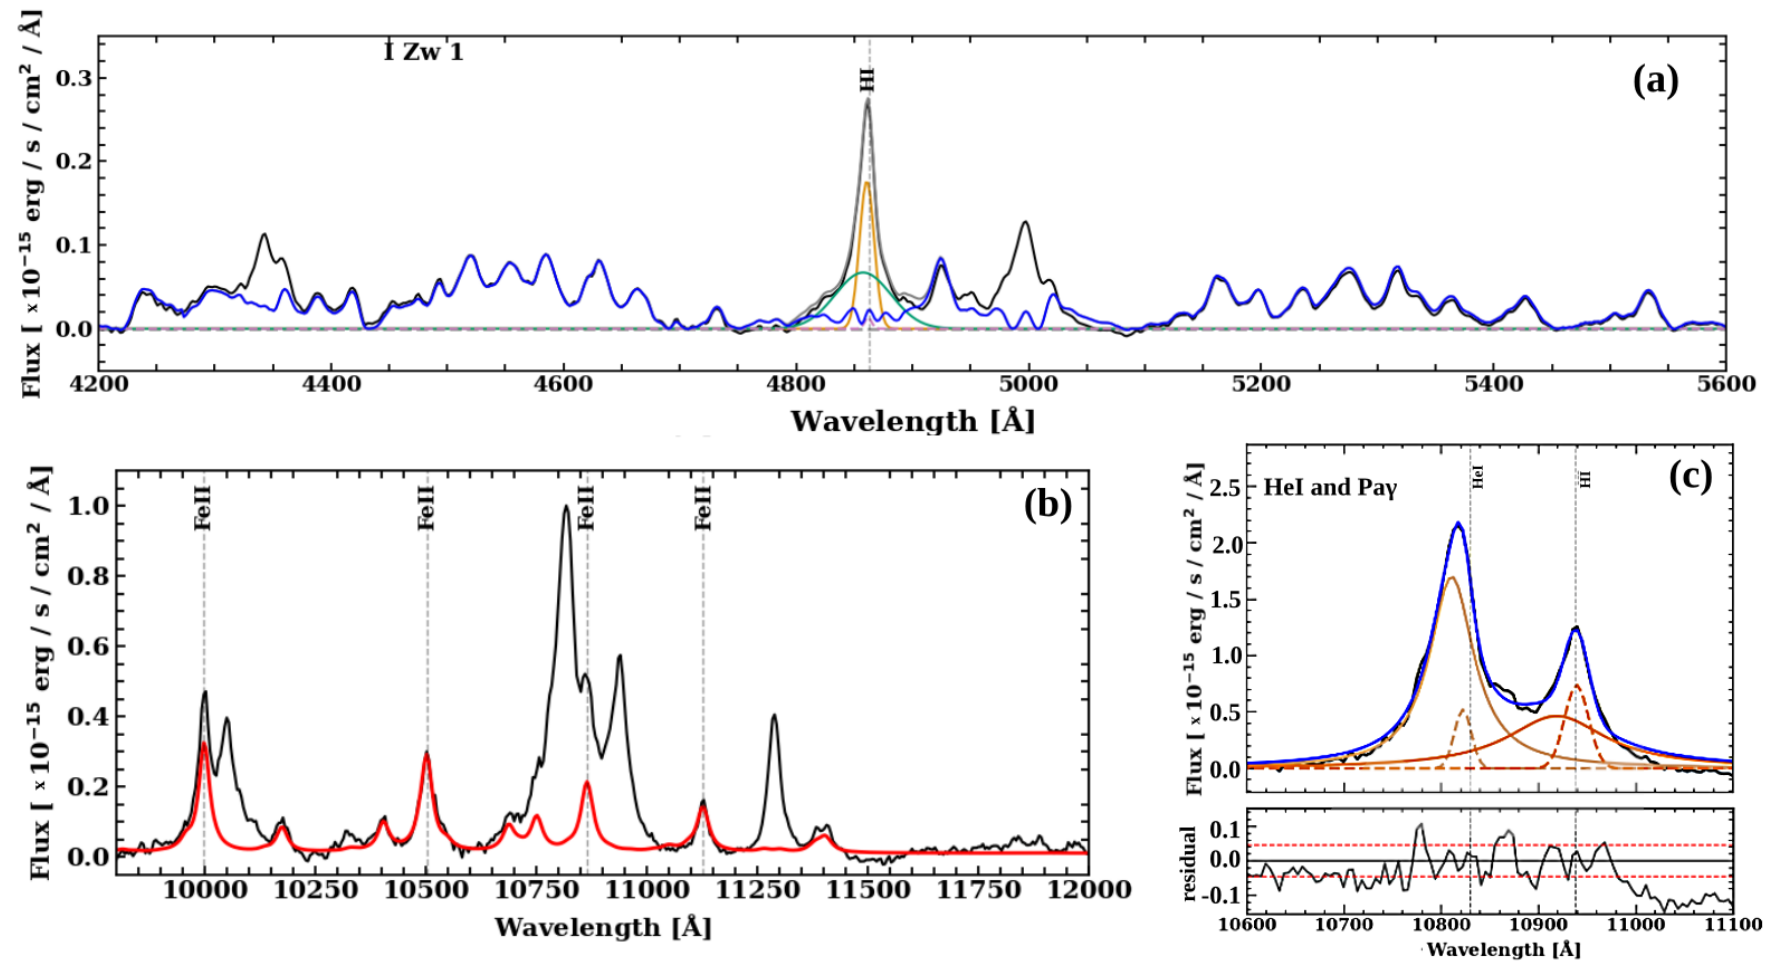 I Zw 1
(a)
HI
Flux [ x 10⁻¹⁵ erg / s / cm² / Å]
0.3
0.2
0.1
0.0
4200 4400 4600 4800 5000 5200 5400 5600
Wavelength [Å]
(b)
FeII FeII FeII FeII
Flux [ x 10⁻¹⁵ erg / s / cm² / Å]
1.0
0.8
0.6
0.4
0.2
0.0
10000 10250 10500 10750 11000 11250 11500 11750 12000
Wavelength [Å]
(c)
HeI and Paγ
HeI HI
Flux [ x 10⁻¹⁵ erg / s / cm² / Å]
2.5
2.0
1.5
1.0
0.5
0.0
residual
0.1
0.0
-0.1
10600 10700 10800 10900 11000 11100
Wavelength [Å]